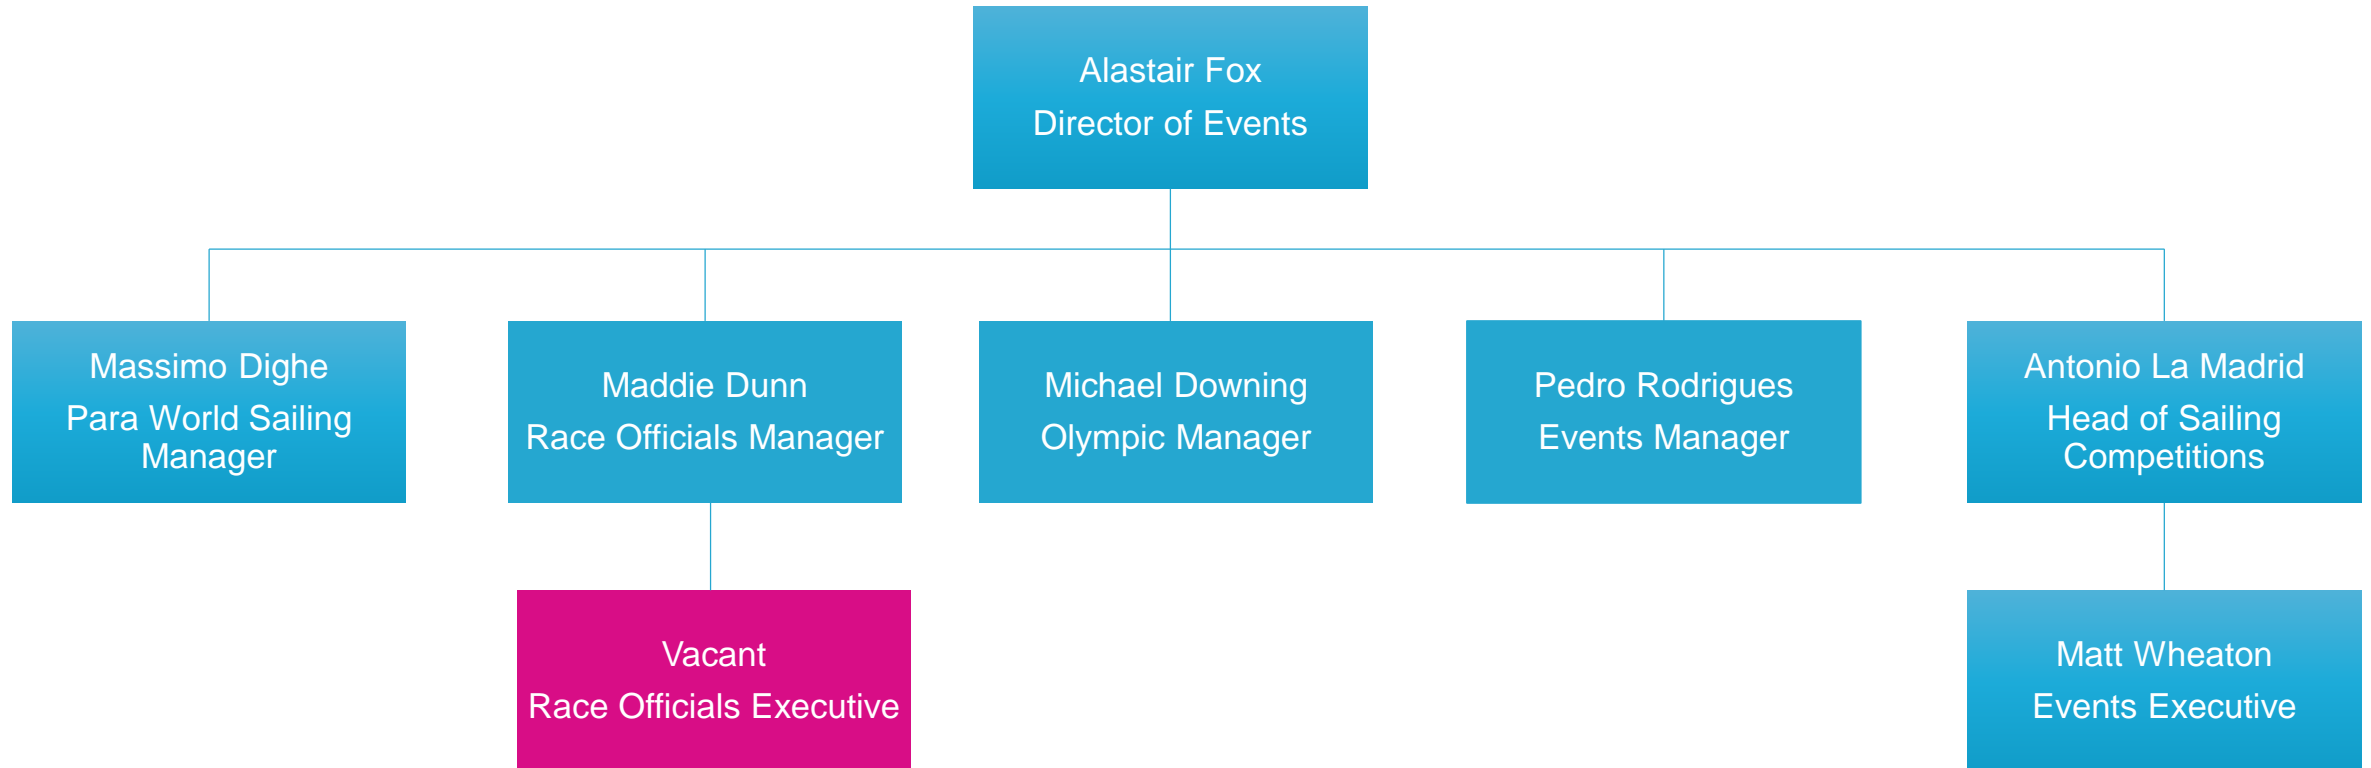 Alastair Fox
Director of Events
Massimo Dighe
Para World Sailing
Manager
Maddie Dunn
Race Officials Manager
Michael Downing
Olympic Manager
Pedro Rodrigues
Events Manager
Antonio La Madrid
Head of Sailing
Competitions
Vacant
Race Officials Executive
Matt Wheaton
Events Executive